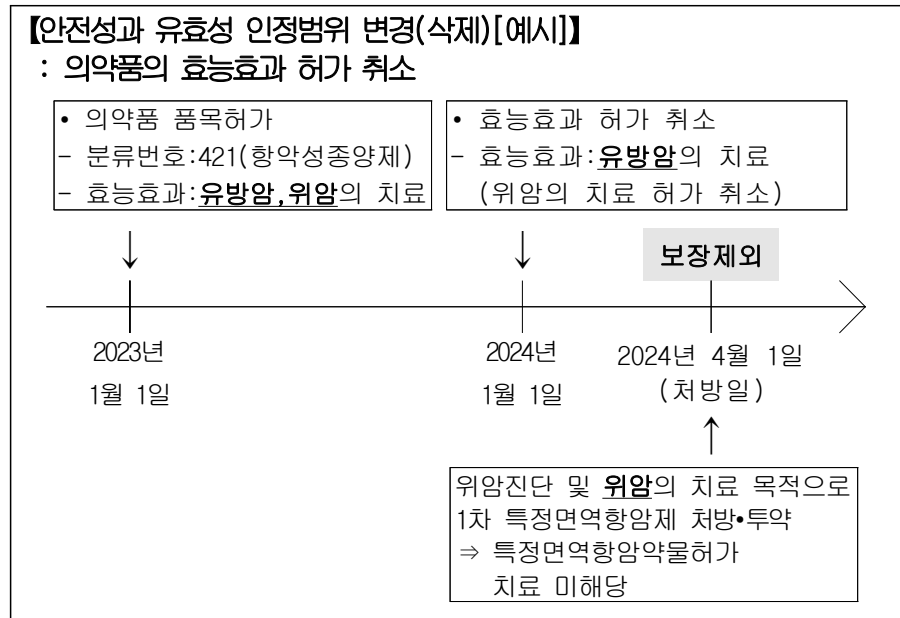 【안전성과 유효성 인정범위 변경(삭제)[예시]】
: 의약품의 효능효과 허가 취소
• 의약품 품목허가
- 분류번호:421(항악성종양제)
- 효능효과:유방암,위암의 치료
• 효능효과 허가 취소
- 효능효과:유방암의 치료
(위암의 치료 허가 취소)
보장제외
2023년
1월 1일
2024년
1월 1일
2024년 4월 1일
(처방일)
위암진단 및 위암의 치료 목적으로
1차 특정면역항암제 처방•투약
⇒ 특정면역항암약물허가
치료 미해당